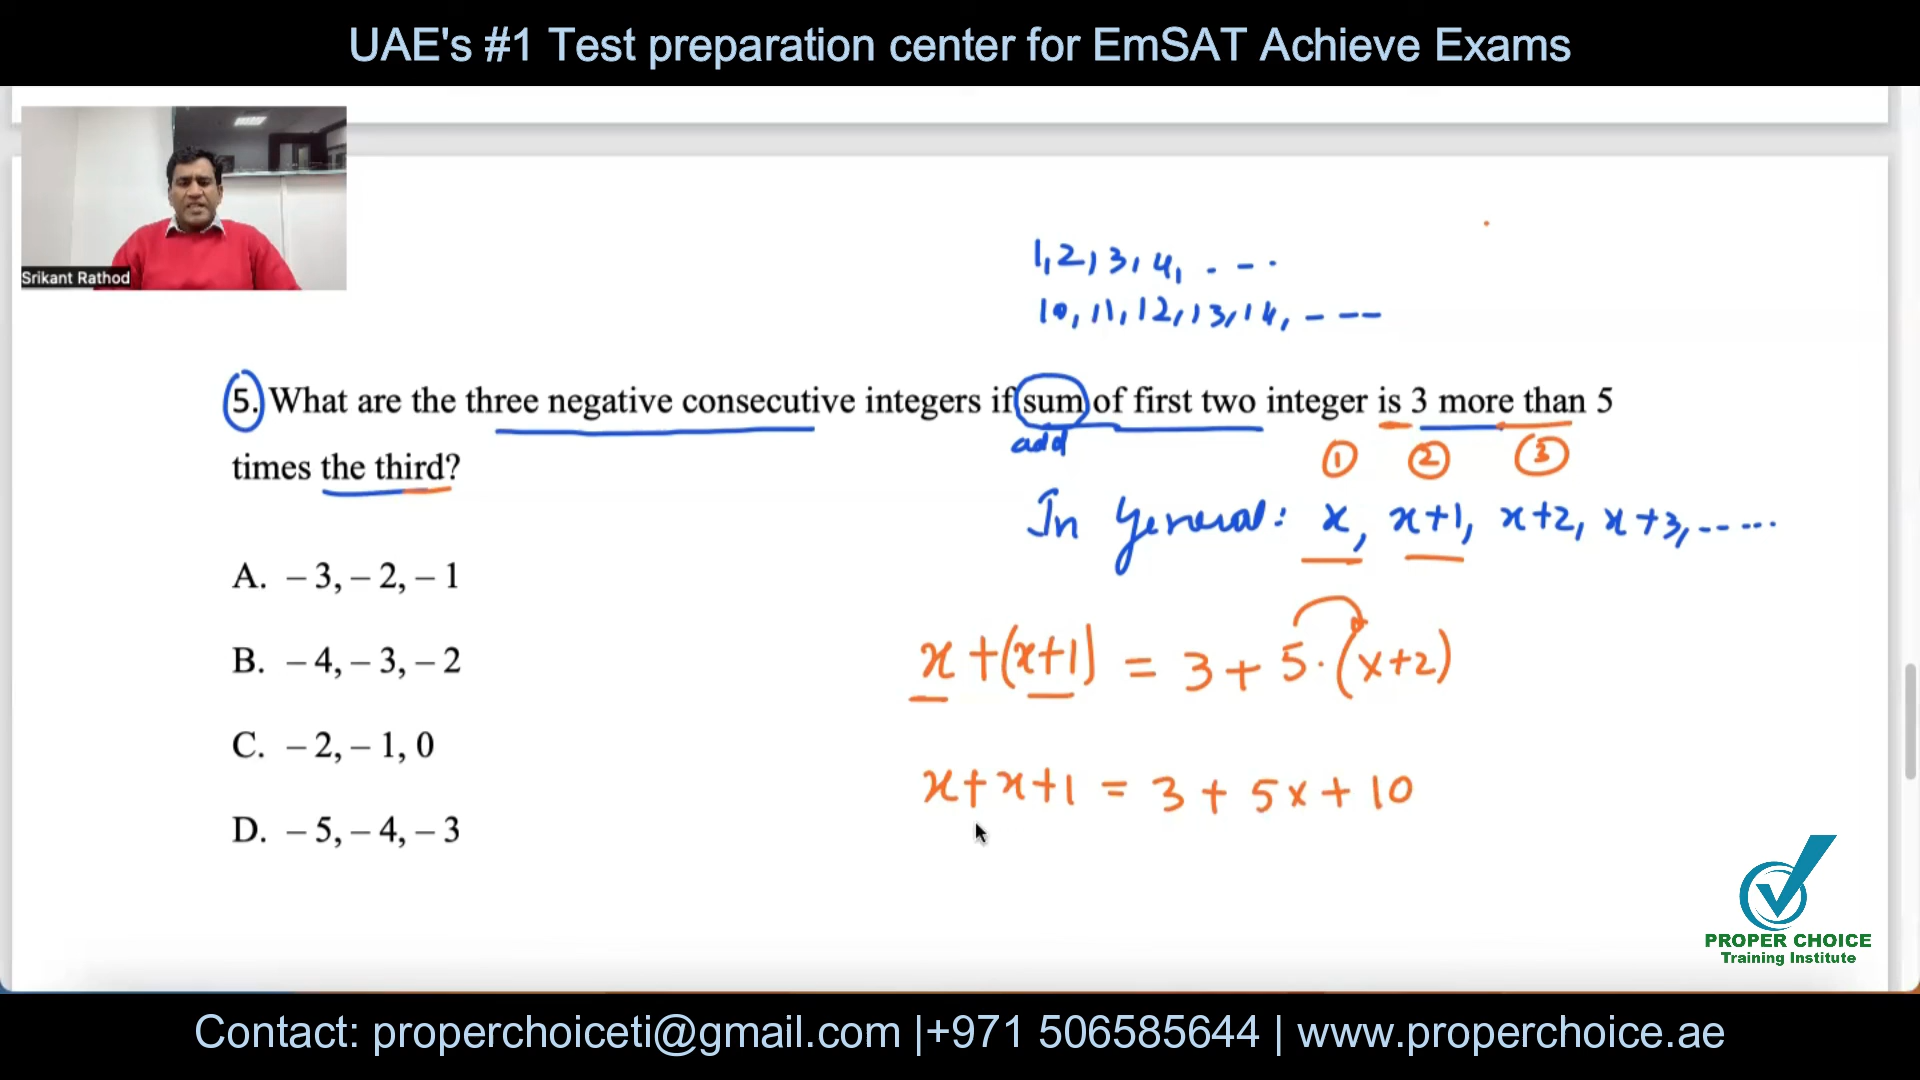 UAE's #1 Test preparation center for EmSAT Achieve Exams
Srikant Rathod
1, 2, 3, 4, . - .
10, 11, 12, 13, 14, - --
5. What are the three negative consecutive integers if sum of first two integer is 3 more than 5
add
① ② ③
times the third?
In general: x, x+1, x+2, x+3, -----
A. – 3, – 2, – 1
x + (x+1) = 3 + 5 . (x+2)
B. – 4, – 3, – 2
C. – 2, – 1, 0
x + x + 1 = 3 + 5x + 10
D. – 5, – 4, – 3
PROPER CHOICE
Training Institute
Contact: properchoiceti@gmail.com |+971 506585644 | www.properchoice.ae